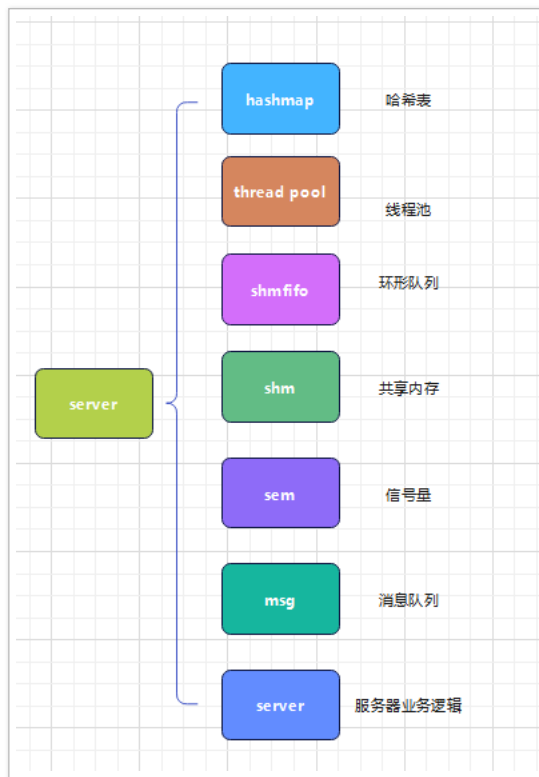 hashmap 哈希表
thread pool
线程池
环形队列
shmfifo
shm 共享内存
server
sem 信号量
msg 消息队列
server 服务器业务逻辑